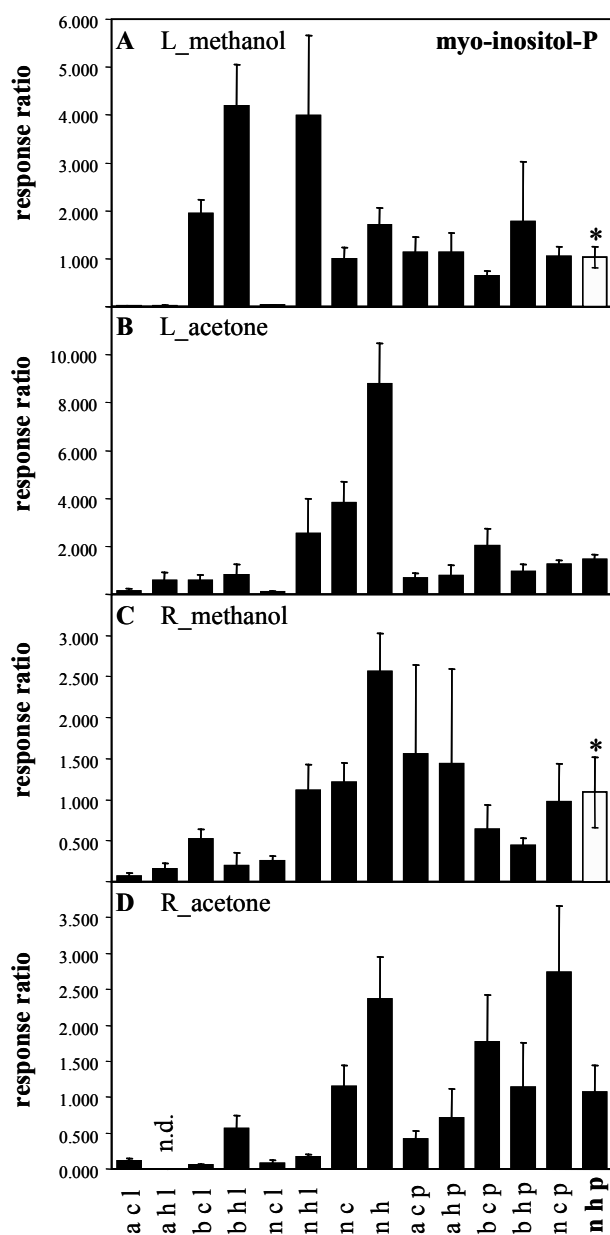 A L_methanol myo-inositol-P
response ratio
6.000
5.000
4.000
3.000
2.000
1.000
*
B L_acetone
response ratio
10.000
8.000
6.000
4.000
2.000
C R_methanol
response ratio
3.000
2.500
2.000
1.500
1.000
0.500
*
D R_acetone
response ratio
3.500
3.000
2.500
2.000
1.500
1.000
0.500
0.000
n.d.
a c l
a h l
b c l
b h l
n c l
n h l
n c
n h
a c p
a h p
b c p
b h p
n c p
n h p